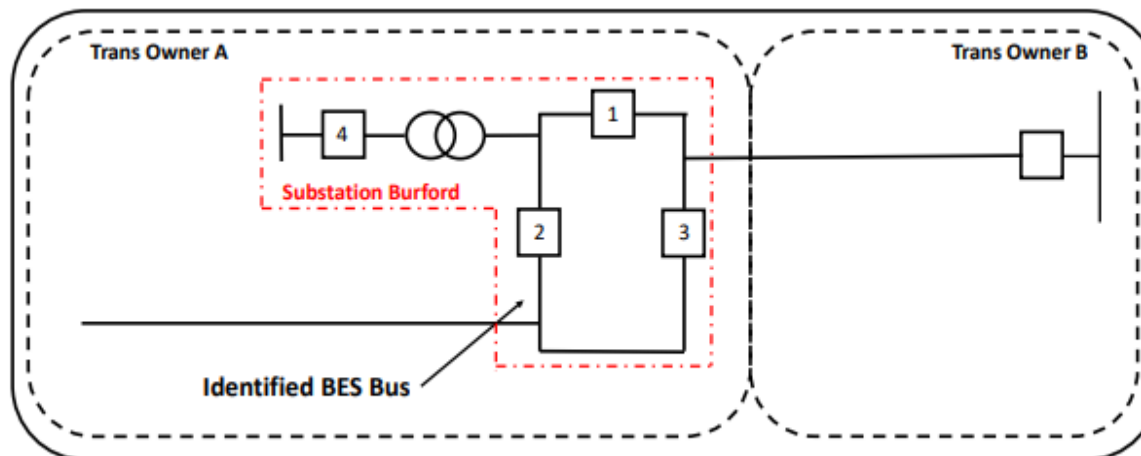 Trans Owner A
Trans Owner B
1
4
Substation Burford
2
3
Identified BES Bus